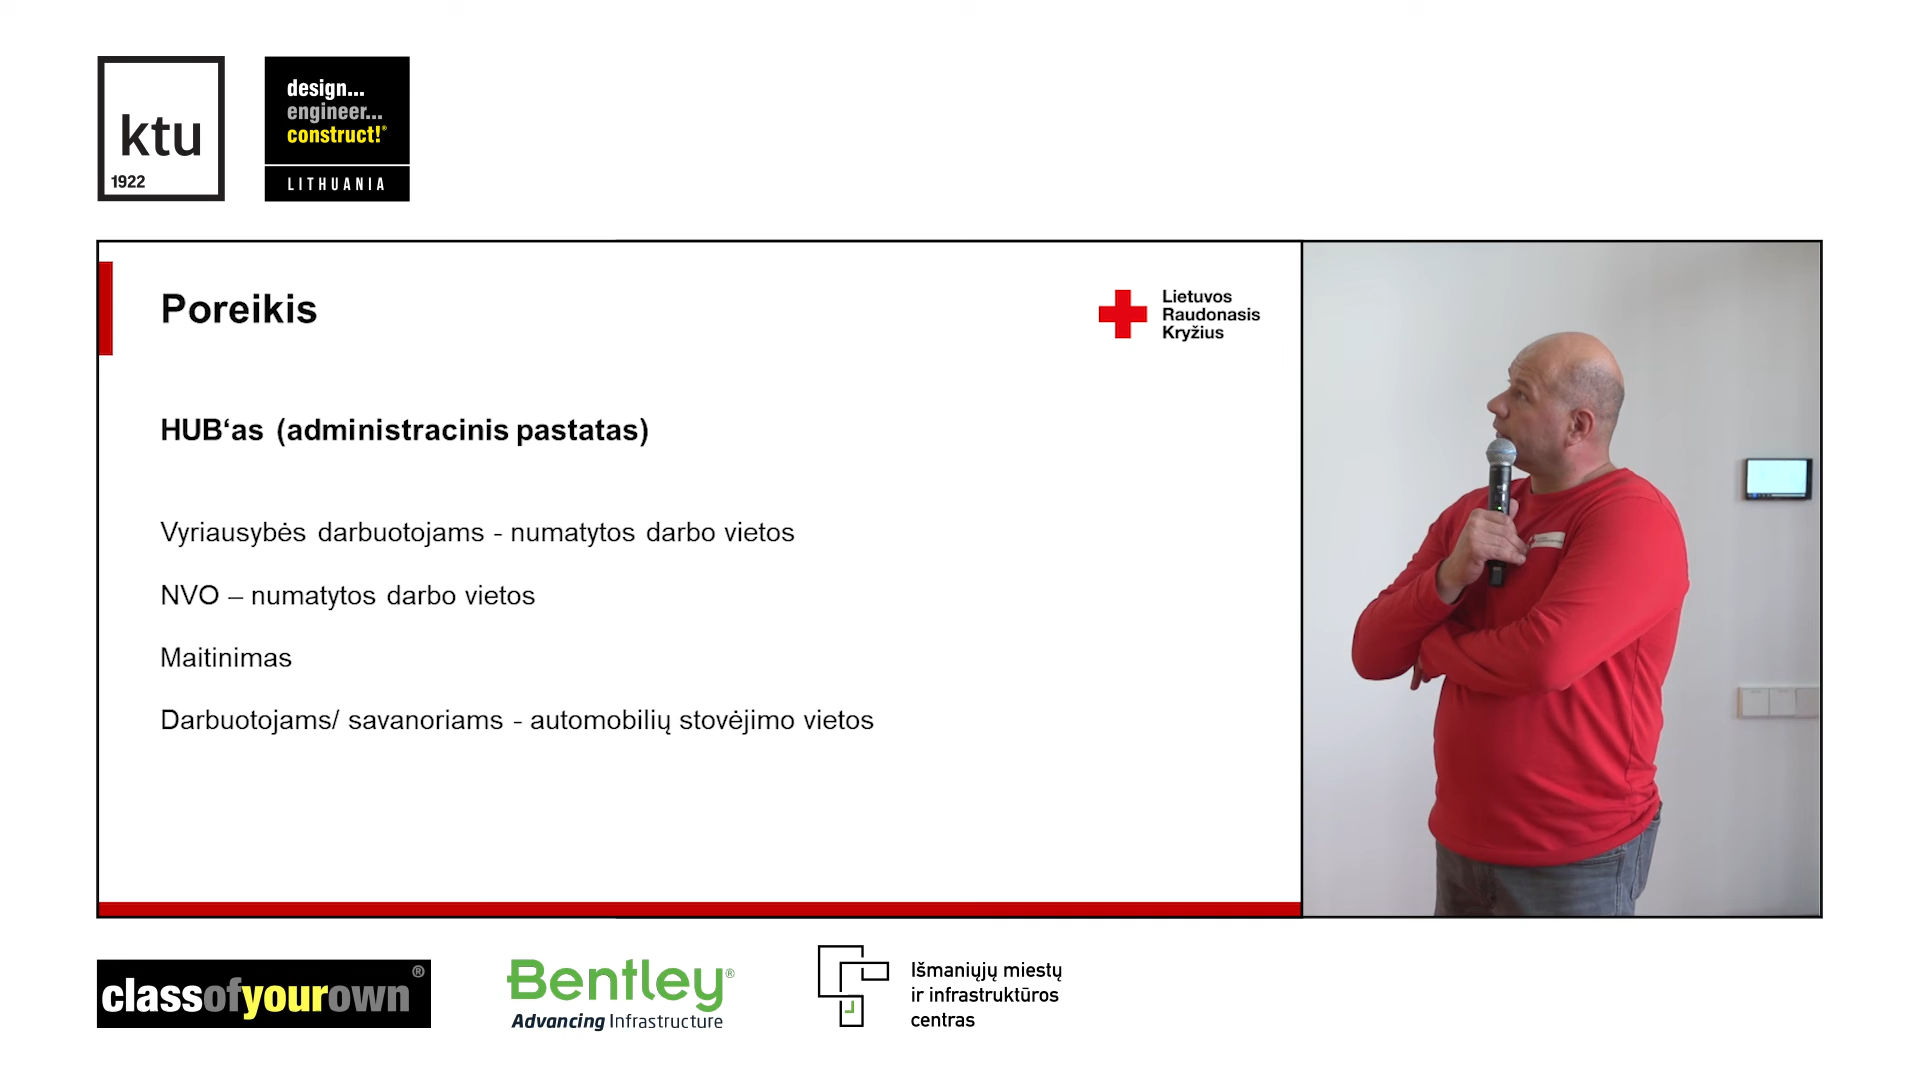 ktu
1922
design...
engineer...
construct!®
LITHUANIA
Poreikis
Lietuvos
Raudonasis
Kryžius
HUB‘as (administracinis pastatas)
Vyriausybės darbuotojams - numatytos darbo vietos
NVO – numatytos darbo vietos
Maitinimas
Darbuotojams/ savanoriams - automobilių stovėjimo vietos
classofyourown®
Bentley®
Advancing Infrastructure
Išmaniųjų miestų
ir infrastruktūros
centras